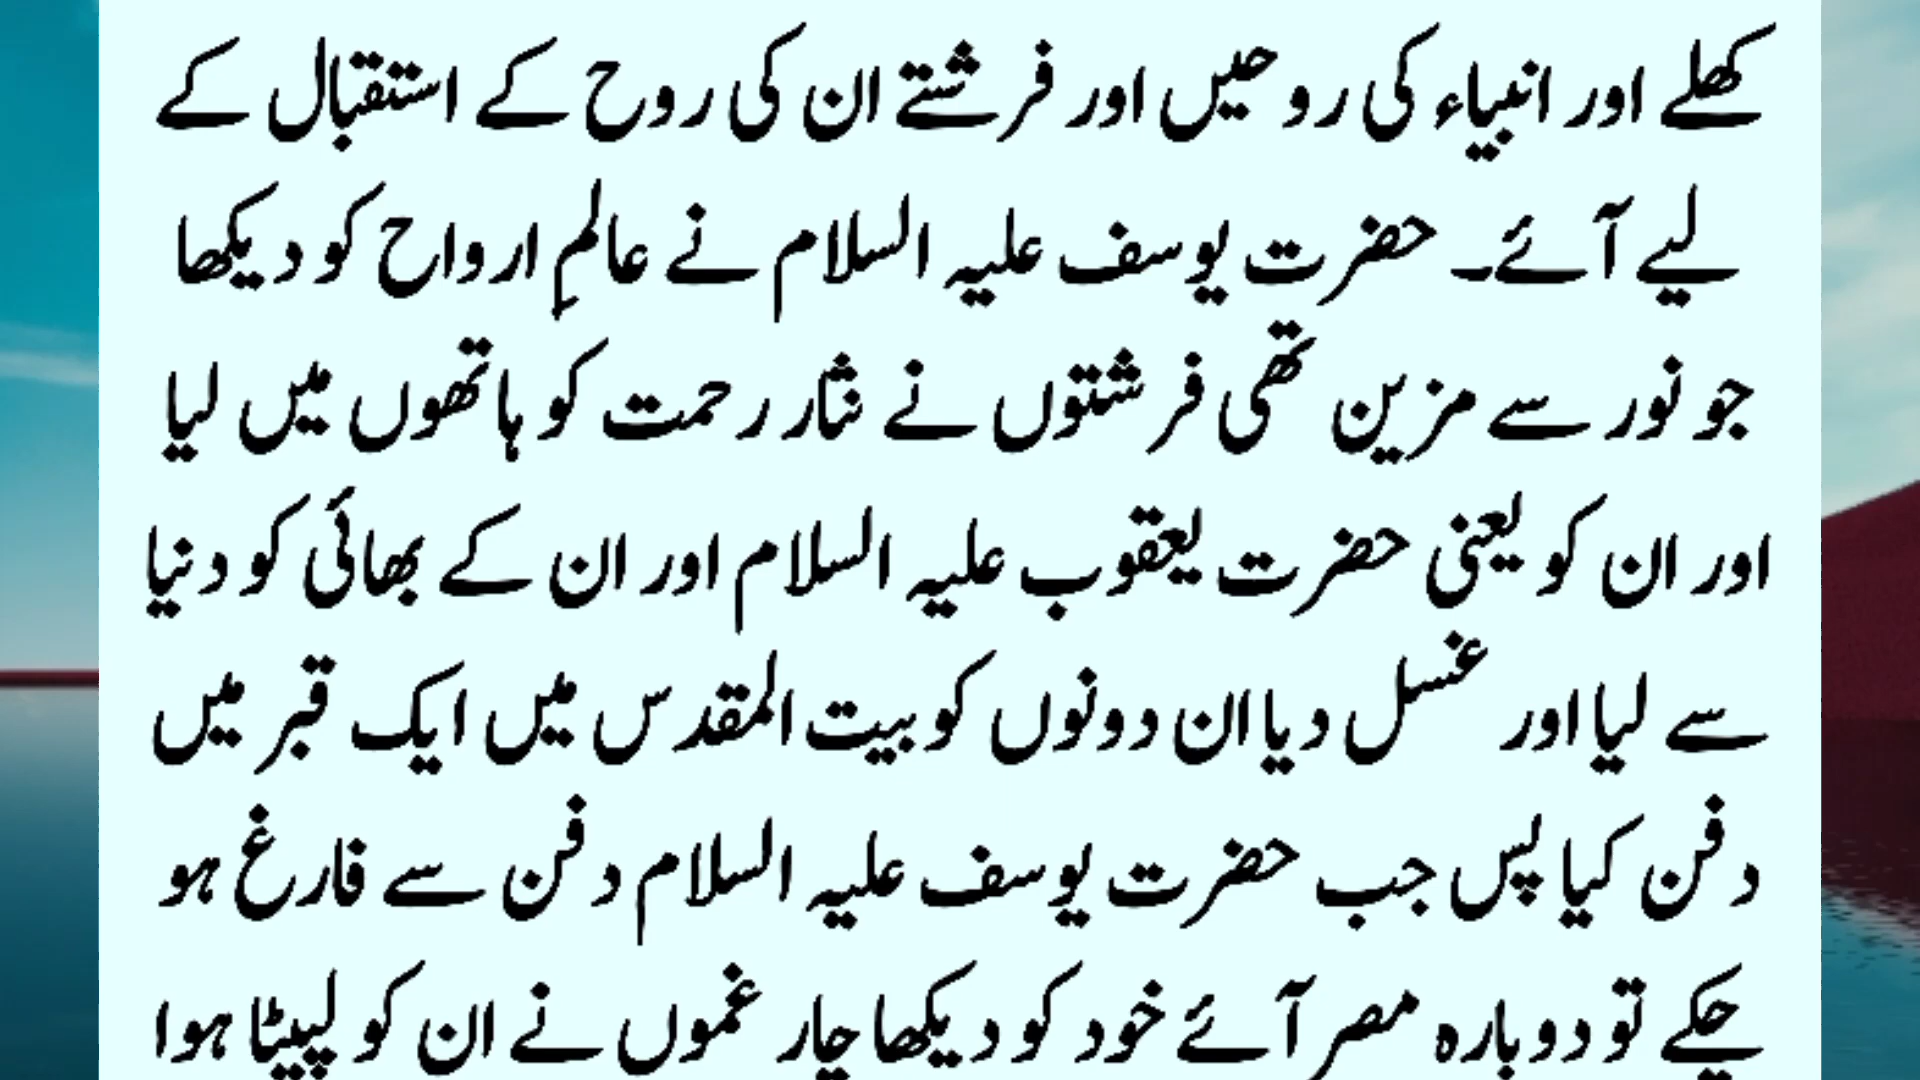 کھلے اور انبیاء کی روحیں اور فرشتے ان کی روح کے استقبال کے
لیے آئے۔ حضرت یوسف علیہ السلام نے عالمِ ارواح کو دیکھا
جو نور سے مزین تھی فرشتوں نے نثار رحمت کو ہاتھوں میں لیا
اور ان کو یعنی حضرت یعقوب علیہ السلام اور ان کے بھائی کو دنیا
سے لیا اور غسل دیا ان دونوں کو بیت المقدس میں ایک قبر میں
دفن کیا پس جب حضرت یوسف علیہ السلام دفن سے فارغ ہو
چکے تو دوبارہ مصر آئے خود کو دیکھا چار غموں نے ان کو لپیٹا ہوا